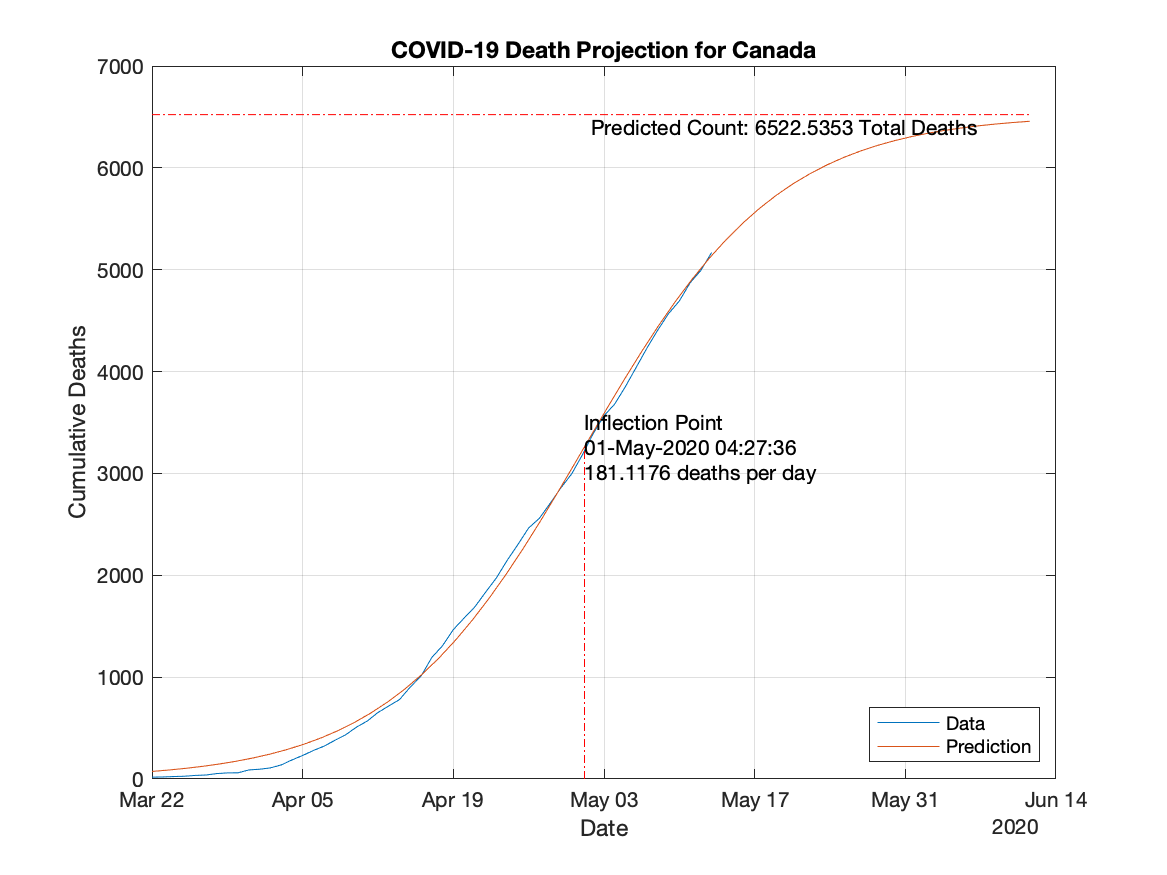 COVID-19 Death Projection for Canada
7000
6000
5000
4000
3000
2000
1000
0
Cumulative Deaths
Predicted Count: 6522.5353 Total Deaths
Inflection Point
01-May-2020 04:27:36
181.1176 deaths per day
Data
Prediction
Mar 22 Apr 05 Apr 19 May 03 May 17 May 31 Jun 14
Date
2020